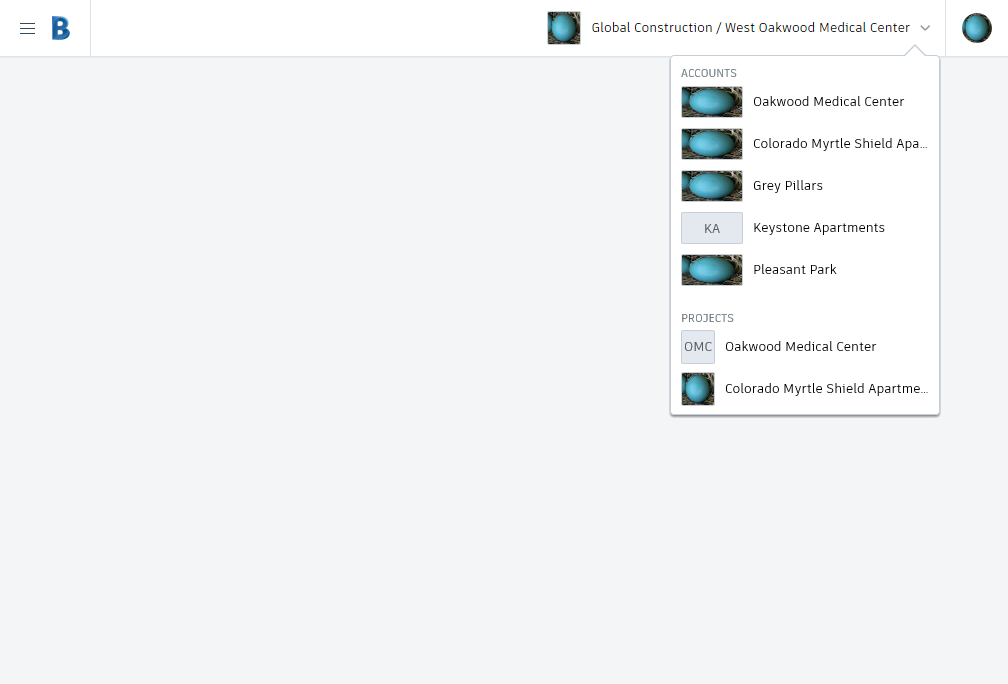 B
Global Construction / West Oakwood Medical Center
ACCOUNTS
Oakwood Medical Center
Colorado Myrtle Shield Apa...
Grey Pillars
KA
Keystone Apartments
Pleasant Park
PROJECTS
OMC
Oakwood Medical Center
Colorado Myrtle Shield Apartme...